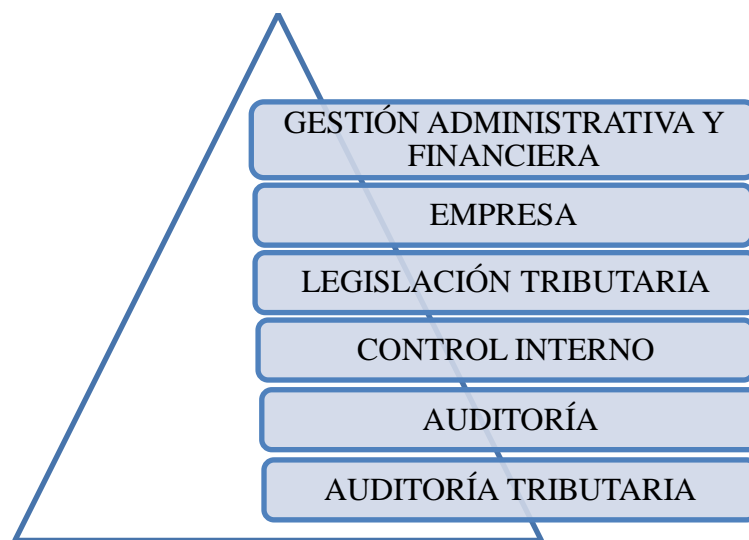 GESTIÓN ADMINISTRATIVA Y
FINANCIERA
EMPRESA
LEGISLACIÓN TRIBUTARIA
CONTROL INTERNO
AUDITORÍA
AUDITORÍA TRIBUTARIA